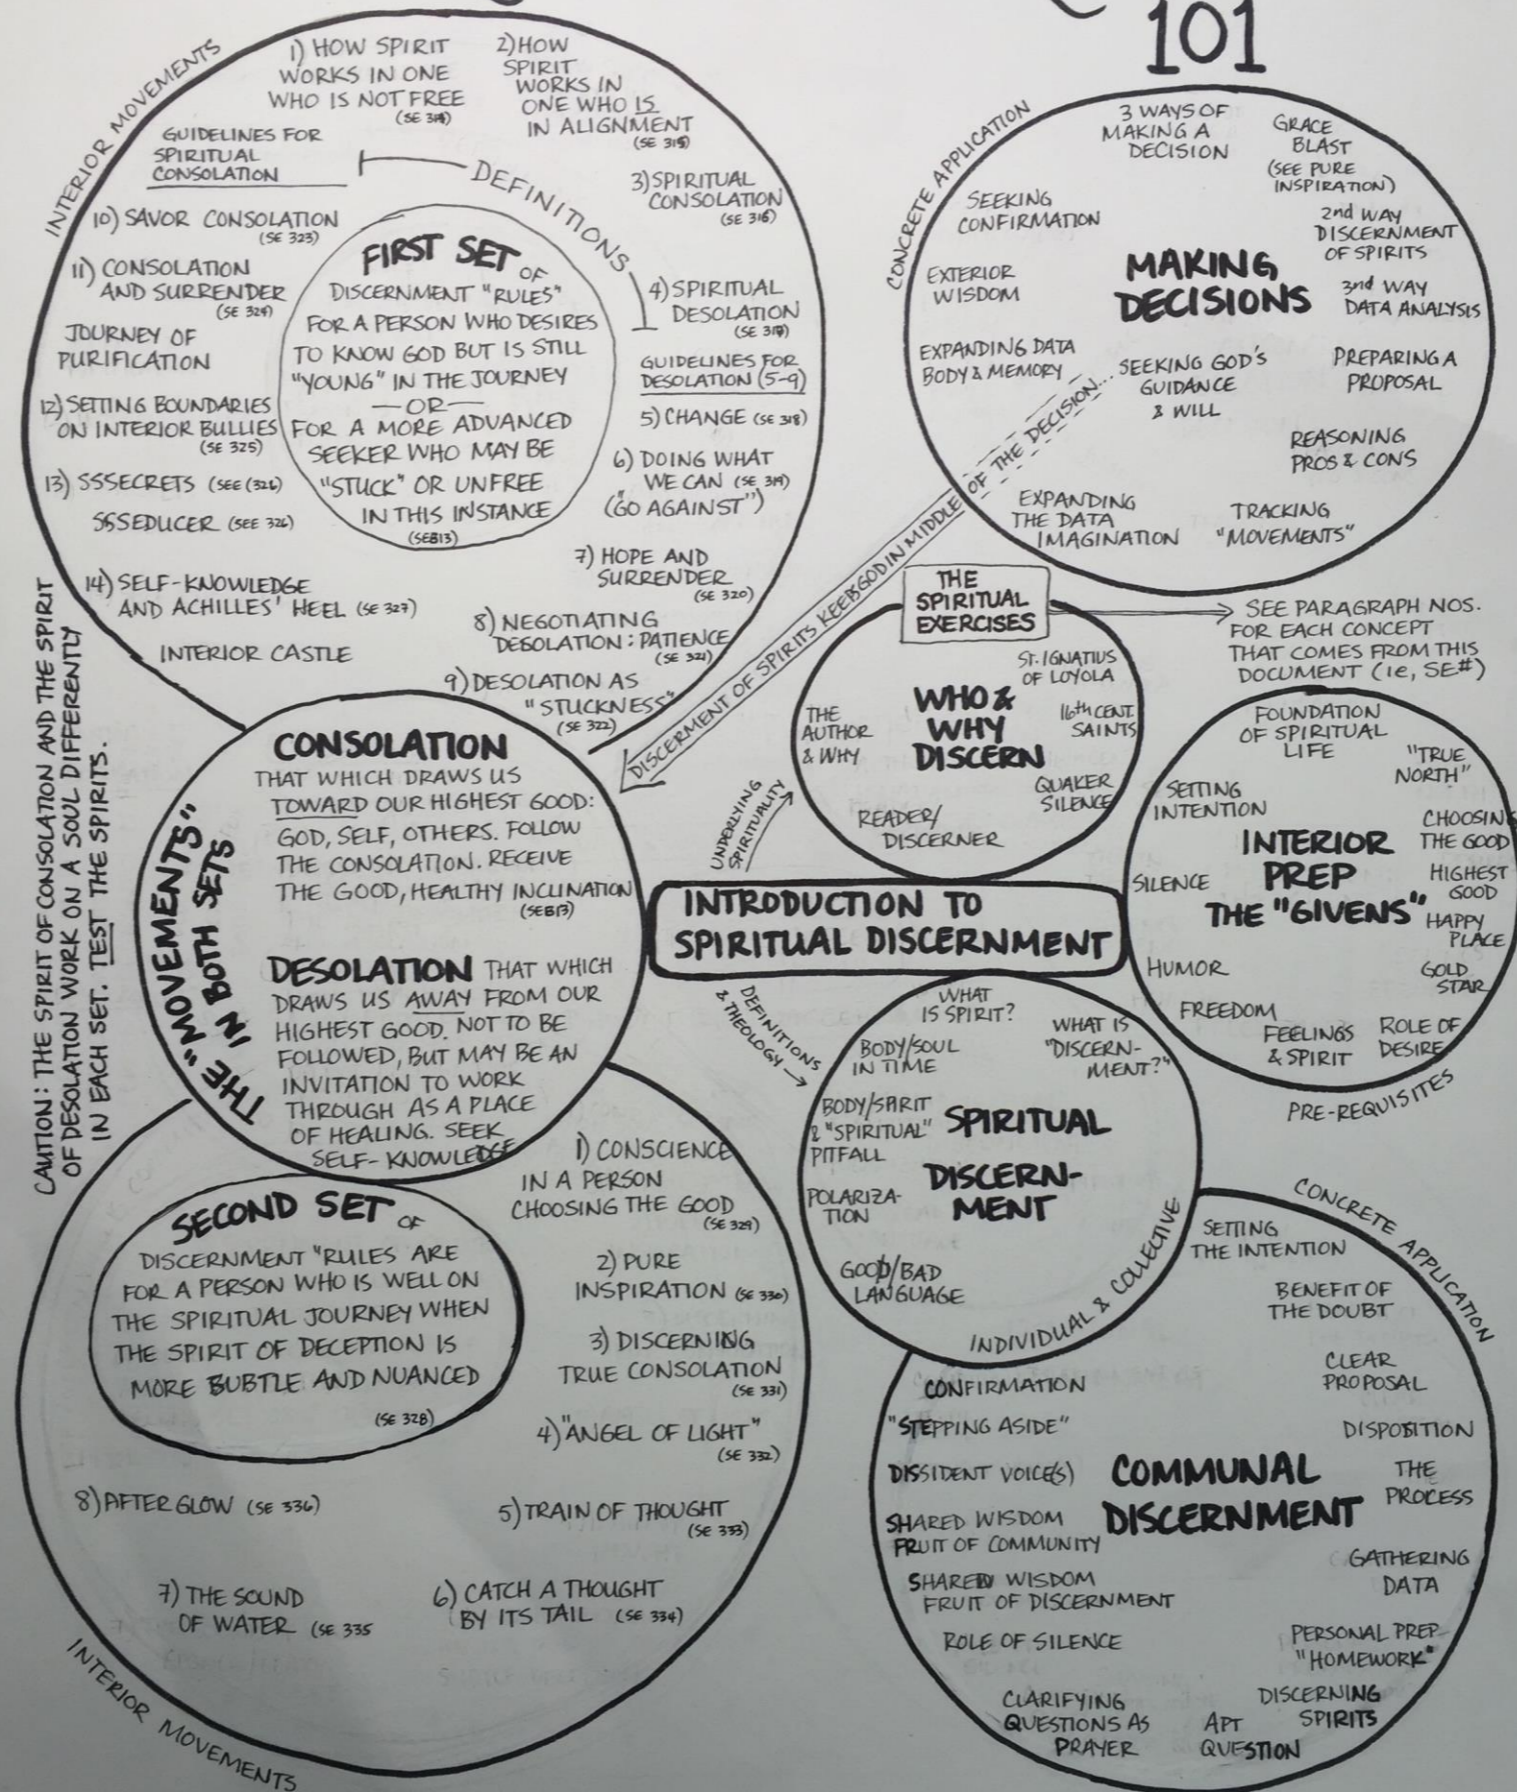 101
INTERIOR MOVEMENTS
1) HOW SPIRIT
WORKS IN ONE
WHO IS NOT FREE
(SE 314)
2) HOW
SPIRIT
WORKS IN
ONE WHO IS
IN ALIGNMENT
(SE 315)
GUIDELINES FOR
SPIRITUAL
CONSOLATION
DEFINITIONS
3) SPIRITUAL
CONSOLATION
(SE 316)
4) SPIRITUAL
DESOLATION
(SE 317)
GUIDELINES FOR
DESOLATION (5-9)
5) CHANGE (SE 318)
6) DOING WHAT
WE CAN (SE 319)
("GO AGAINST")
7) HOPE AND
SURRENDER
(SE 320)
8) NEGOTIATING
DESOLATION: PATIENCE
(SE 321)
9) DESOLATION AS
"STUCKNESS"
(SE 322)
10) SAVOR CONSOLATION
(SE 323)
11) CONSOLATION
AND SURRENDER
(SE 324)
JOURNEY OF
PURIFICATION
12) SETTING BOUNDARIES
ON INTERIOR BULLIES
(SE 325)
13) SSSECRETS (SEE (326)
SSSEDUCER (SEE 326)
14) SELF-KNOWLEDGE
AND ACHILLES' HEEL (SE 327)
INTERIOR CASTLE
FIRST SET OF
DISCERNMENT "RULES"
FOR A PERSON WHO DESIRES
TO KNOW GOD BUT IS STILL
"YOUNG" IN THE JOURNEY
—OR—
FOR A MORE ADVANCED
SEEKER WHO MAY BE
"STUCK" OR UNFREE
IN THIS INSTANCE
(SE313)
CONCRETE APPLICATION
3 WAYS OF
MAKING A
DECISION
GRACE
BLAST
(SEE PURE
INSPIRATION)
2nd WAY
DISCERNMENT
OF SPIRITS
3nd WAY
DATA ANALYSIS
PREPARING A
PROPOSAL
REASONING
PROS & CONS
TRACKING
"MOVEMENTS"
EXPANDING
THE DATA
IMAGINATION
EXPANDING DATA
BODY & MEMORY
EXTERIOR
WISDOM
SEEKING
CONFIRMATION
MAKING
DECISIONS
SEEKING GOD'S
GUIDANCE
& WILL
DISCERMENT OF SPIRITS KEEPS GOD IN MIDDLE OF THE DECISION...
THE
SPIRITUAL
EXERCISES
SEE PARAGRAPH NOS.
FOR EACH CONCEPT
THAT COMES FROM THIS
DOCUMENT (ie, SE#)
WHO &
WHY
DISCERN
ST. IGNATIUS
OF LOYOLA
16th CENT.
SAINTS
QUAKER
SILENCE
READER/
DISCERNER
THE
AUTHOR
& WHY
UNDERLYING
SPIRITUALITY
FOUNDATION
OF SPIRITUAL
LIFE
"TRUE
NORTH"
CHOOSIN
THE GOOD
HIGHEST
GOOD
HAPPY
PLACE
GOLD
STAR
ROLE OF
DESIRE
FEELINGS
& SPIRIT
FREEDOM
HUMOR
SILENCE
SETTING
INTENTION
INTERIOR
PREP
THE "GIVENS"
PRE-REQUISITES
INTRODUCTION TO
SPIRITUAL DISCERNMENT
CAUTION: THE SPIRIT OF CONSOLATION AND THE SPIRIT
OF DESOLATION WORK ON A SOUL DIFFERENTLY
IN EACH SET. TEST THE SPIRITS.
THE "MOVEMENTS"
IN BOTH SETS
CONSOLATION
THAT WHICH DRAWS US
TOWARD OUR HIGHEST GOOD:
GOD, SELF, OTHERS. FOLLOW
THE CONSOLATION. RECEIVE
THE GOOD, HEALTHY INCLINATION
(SE313)
DESOLATION THAT WHICH
DRAWS US AWAY FROM OUR
HIGHEST GOOD. NOT TO BE
FOLLOWED, BUT MAY BE AN
INVITATION TO WORK
THROUGH AS A PLACE
OF HEALING. SEEK
SELF-KNOWLEDGE
DEFINITIONS
& THEOLOGY
WHAT
IS SPIRIT?
WHAT IS
"DISCERN-
MENT?"
BODY/SOUL
IN TIME
BODY/SPIRIT
& "SPIRITUAL"
PITFALL
POLARIZA-
TION
GOOD/BAD
LANGUAGE
SPIRITUAL
DISCERN-
MENT
INDIVIDUAL & COLLECTIVE
SECOND SET OF
DISCERNMENT "RULES ARE
FOR A PERSON WHO IS WELL ON
THE SPIRITUAL JOURNEY WHEN
THE SPIRIT OF DECEPTION IS
MORE BUBTLE AND NUANCED
(SE 328)
1) CONSCIENCE
IN A PERSON
CHOOSING THE GOOD
(SE 329)
2) PURE
INSPIRATION (SE 330)
3) DISCERNING
TRUE CONSOLATION
(SE 331)
4) "ANGEL OF LIGHT"
(SE 332)
5) TRAIN OF THOUGHT
(SE 333)
6) CATCH A THOUGHT
BY ITS TAIL (SE 334)
7) THE SOUND
OF WATER (SE 335
8) AFTERGLOW (SE 336)
INTERIOR MOVEMENTS
CONCRETE APPLICATION
SETTING
THE INTENTION
BENEFIT OF
THE DOUBT
CLEAR
PROPOSAL
DISPOSITION
THE
PROCESS
GATHERING
DATA
PERSONAL PREP
"HOMEWORK"
DISCERNING
SPIRITS
APT
QUESTION
CLARIFYING
QUESTIONS AS
PRAYER
ROLE OF SILENCE
SHARED WISDOM
FRUIT OF DISCERNMENT
SHARED WISDOM
FRUIT OF COMMUNITY
DISSIDENT VOICE(S)
"STEPPING ASIDE"
CONFIRMATION
COMMUNAL
DISCERNMENT